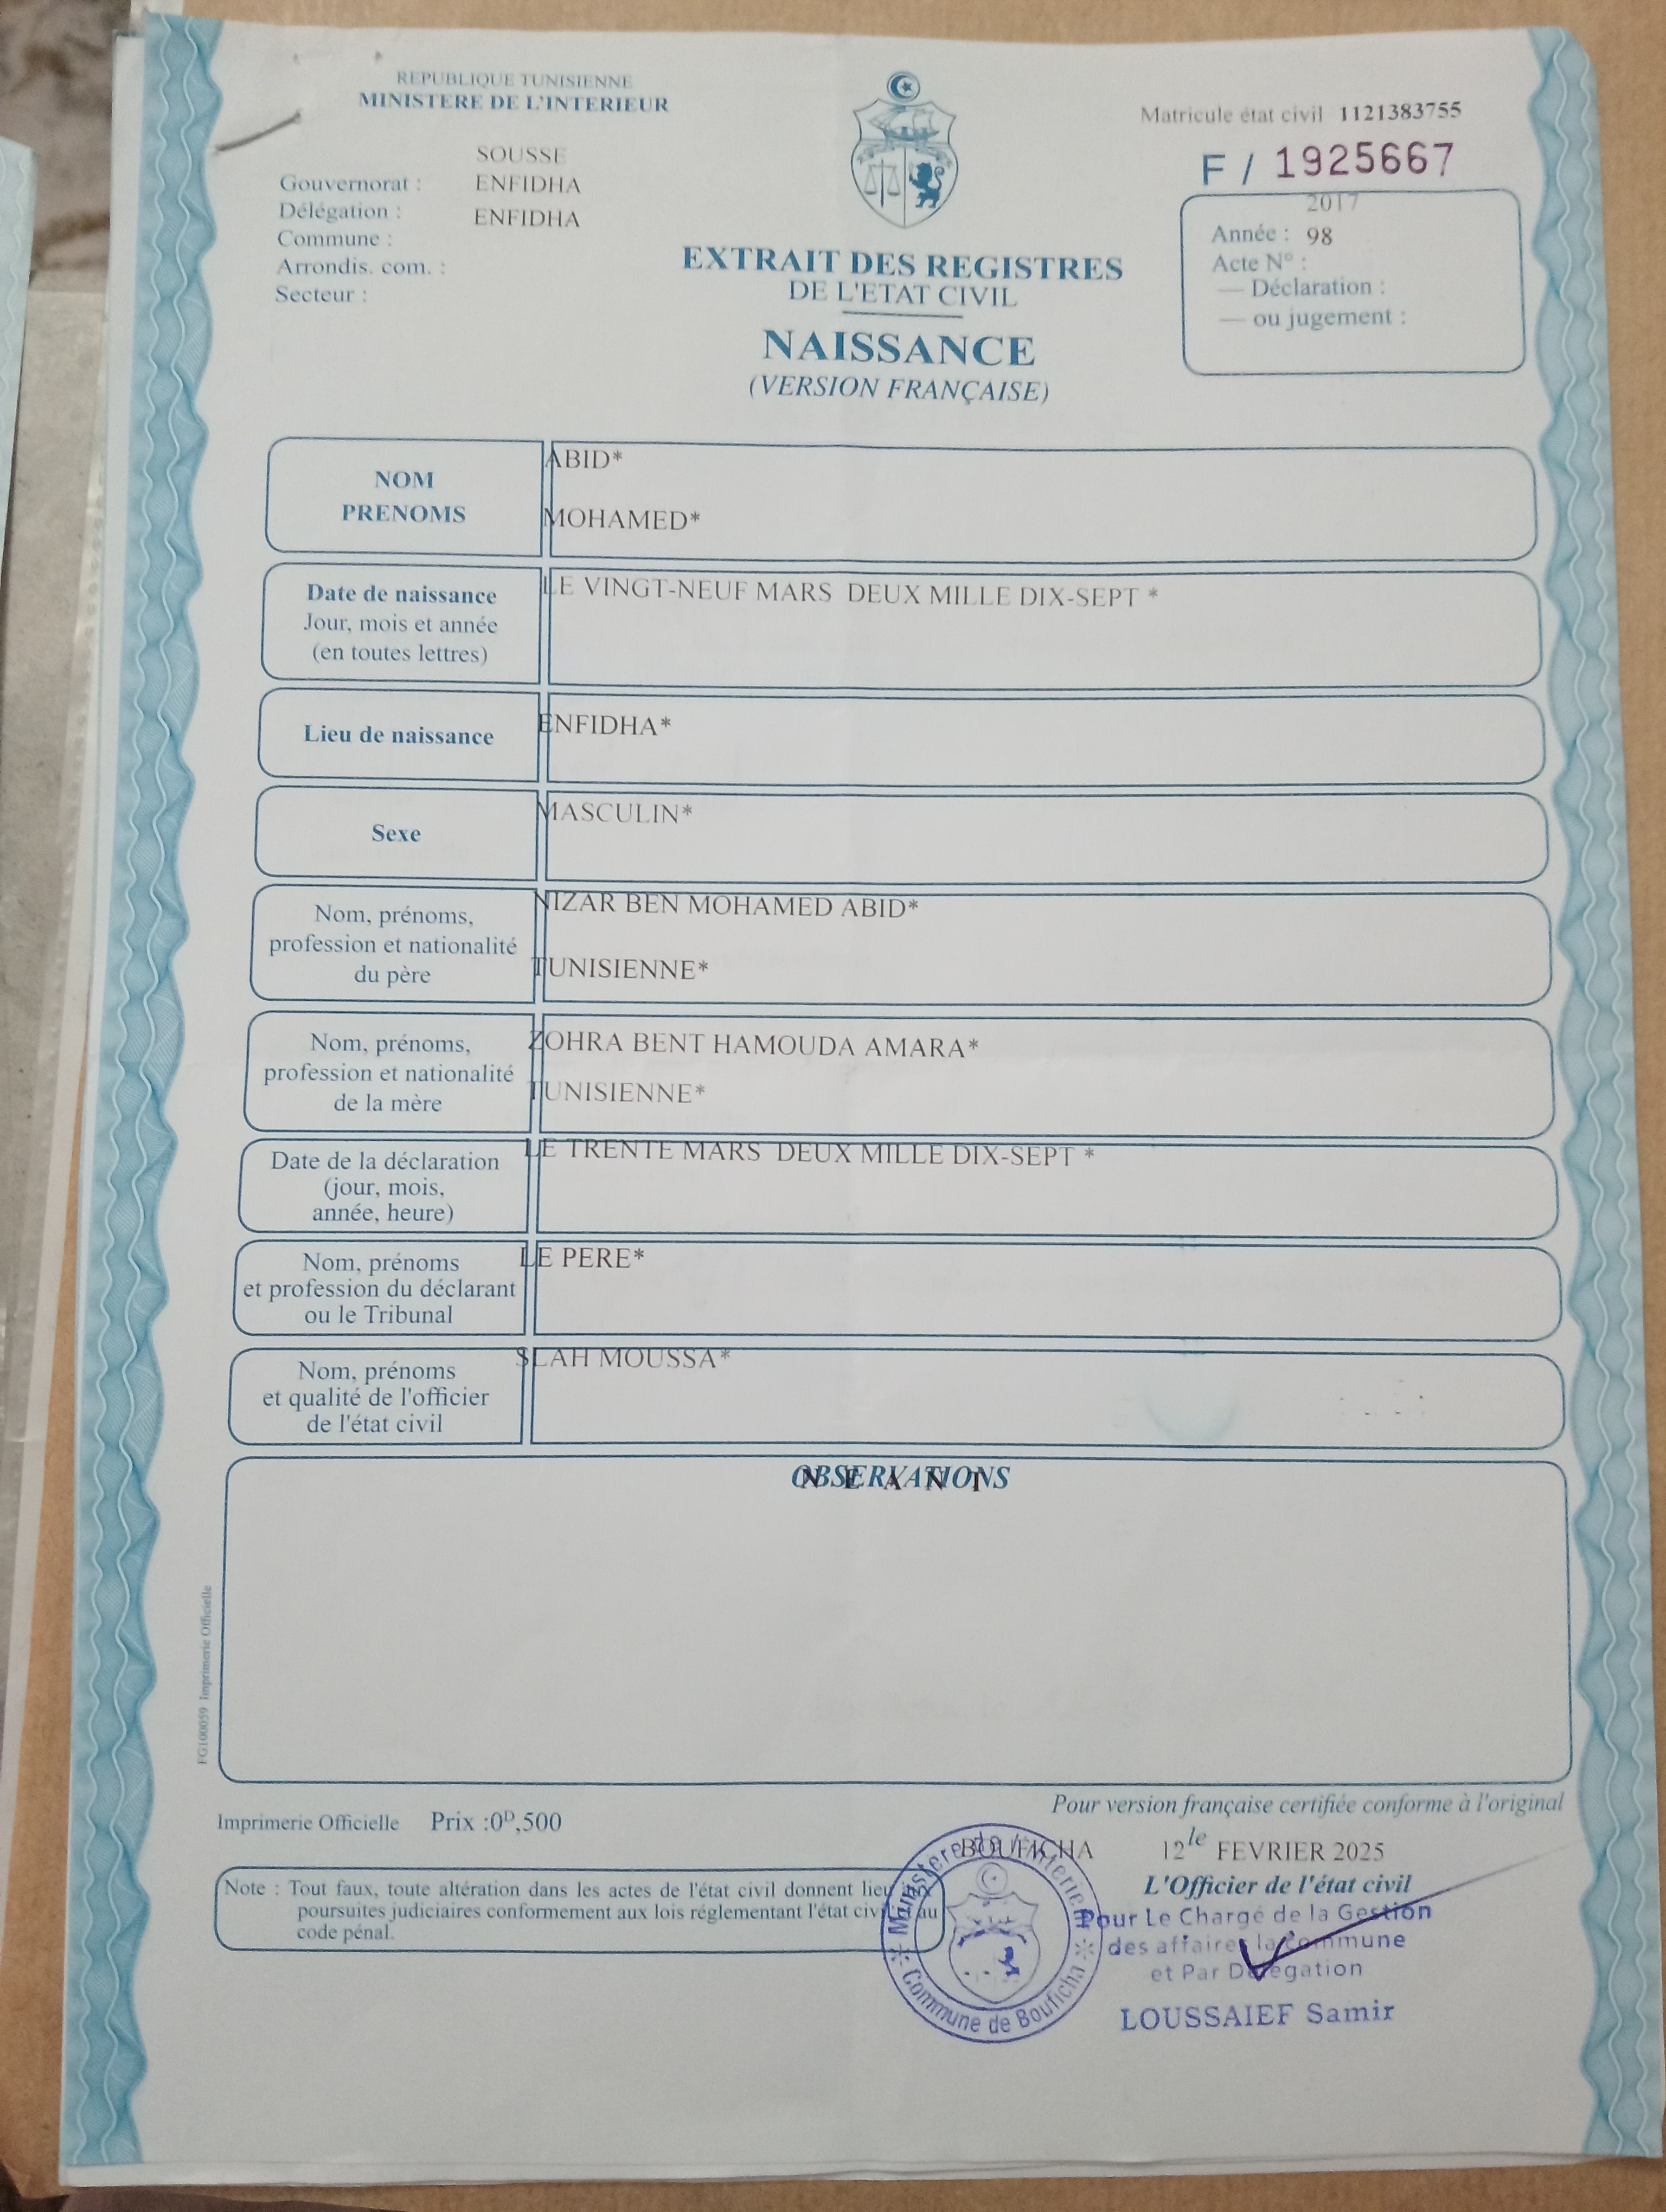 REPUBLIQUE TUNISIENNE
MINISTERE DE L'INTERIEUR
SOUSSE
Gouvernorat : ENFIDHA
Délégation : ENFIDHA
Commune :
Arrondis. com. :
Secteur :
Matricule état civil 1121383755
F / 1925667
2017
Année : 98
Acte N° :
— Déclaration :
— ou jugement :
EXTRAIT DES REGISTRES
DE L'ETAT CIVIL
NAISSANCE
(VERSION FRANÇAISE)
NOM
PRENOMS
ABID*
MOHAMED*
Date de naissance
Jour, mois et année
(en toutes lettres)
LE VINGT-NEUF MARS DEUX MILLE DIX-SEPT *
Lieu de naissance
ENFIDHA*
Sexe
MASCULIN*
Nom, prénoms,
profession et nationalité
du père
NIZAR BEN MOHAMED ABID*
TUNISIENNE*
Nom, prénoms,
profession et nationalité
de la mère
ZOHRA BENT HAMOUDA AMARA*
TUNISIENNE*
Date de la déclaration
(jour, mois,
année, heure)
LE TRENTE MARS DEUX MILLE DIX-SEPT *
Nom, prénoms
et profession du déclarant
ou le Tribunal
LE PERE*
Nom, prénoms
et qualité de l'officier
de l'état civil
SLAH MOUSSA*
OBSERVATIONS
N E A N T
FG100059 Imprimerie Officielle
Imprimerie Officielle Prix :0D,500
Note : Tout faux, toute altération dans les actes de l'état civil donnent lieu aux
poursuites judiciaires conformement aux lois réglementant l'état civil et au
code pénal.
Pour version française certifiée conforme à l'original
BOUFICHA 12 le FEVRIER 2025
L'Officier de l'état civil
Pour Le Chargé de la Gestion
des affaires la commune
et Par Délégation
LOUSSAIEF Samir
Ministère de l'Interieur
Commune de Bouficha